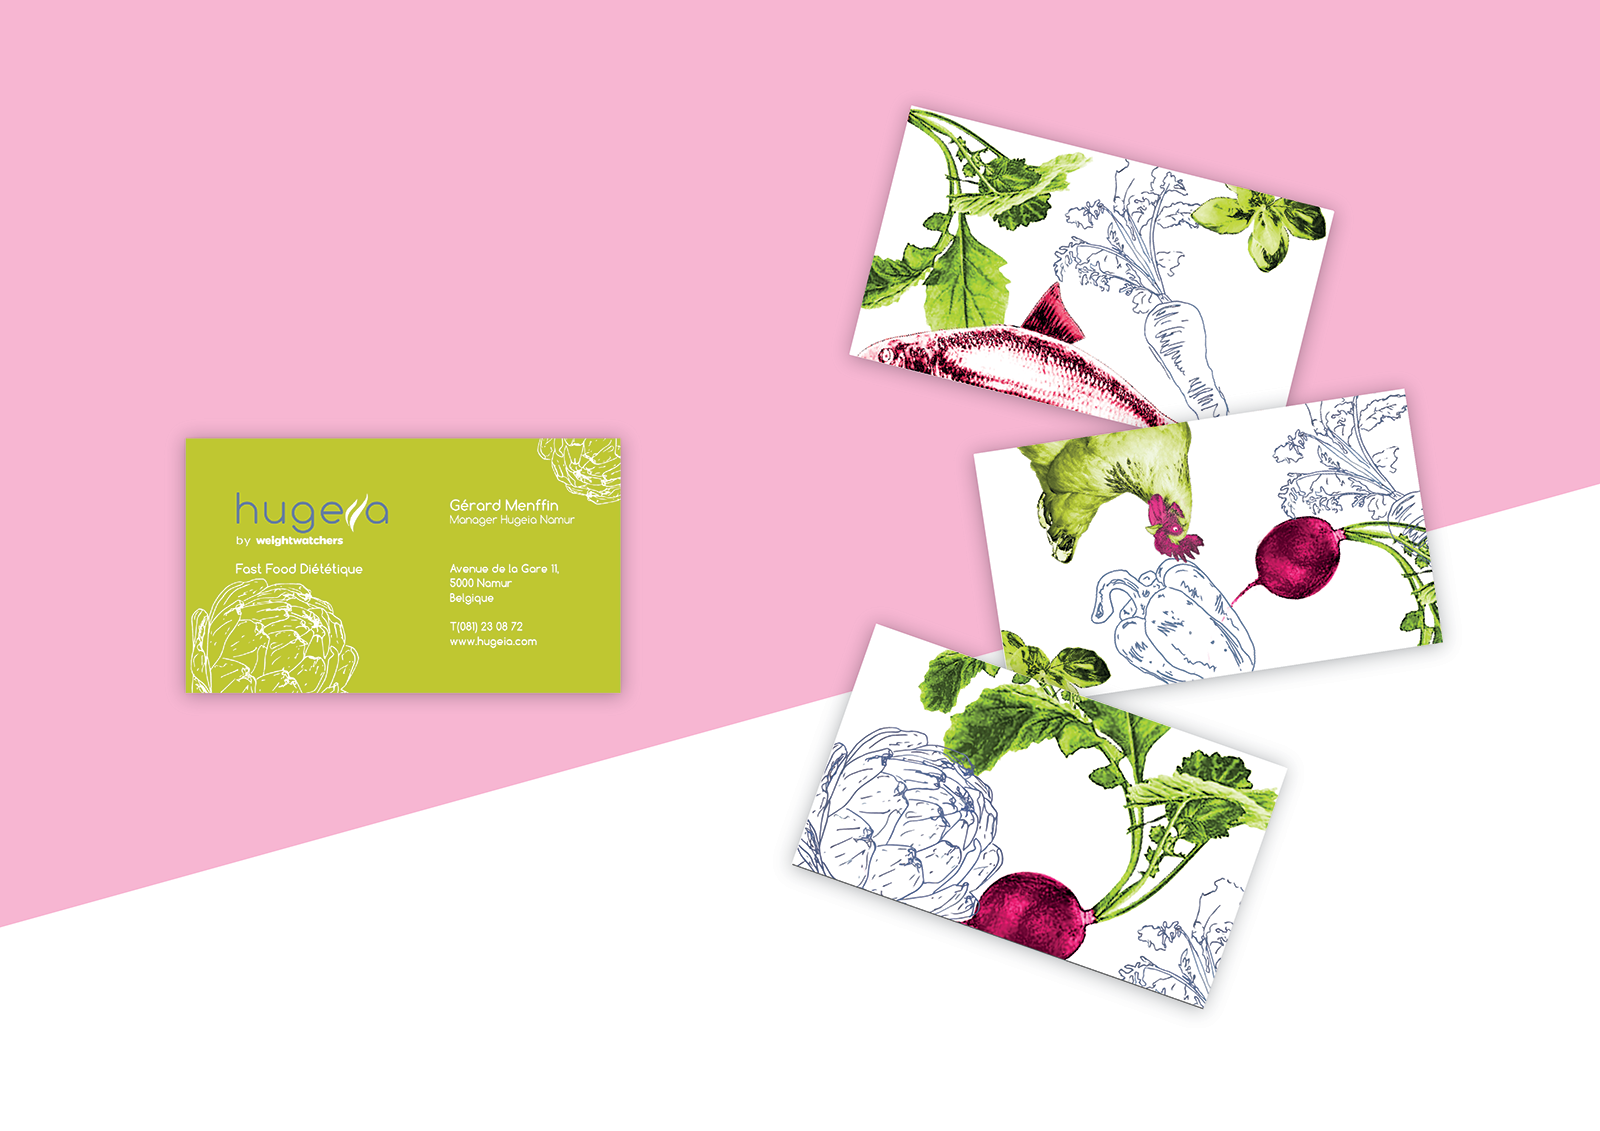 hugeia
by weightwatchers
Fast Food Diététique
Gérard Menffin
Manager Hugeia Namur
Avenue de la Gare 11,
5000 Namur
Belgique
T(081) 23 08 72
www.hugeia.com